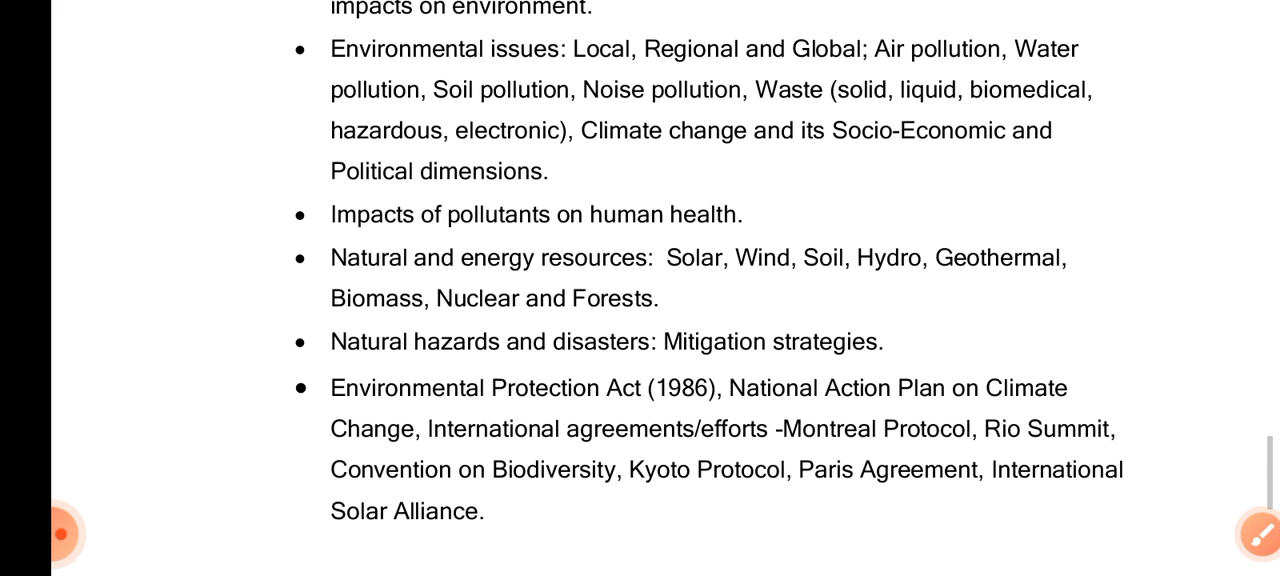 impacts on environment.
• Environmental issues: Local, Regional and Global; Air pollution, Water
pollution, Soil pollution, Noise pollution, Waste (solid, liquid, biomedical,
hazardous, electronic), Climate change and its Socio-Economic and
Political dimensions.
• Impacts of pollutants on human health.
• Natural and energy resources:  Solar, Wind, Soil, Hydro, Geothermal,
Biomass, Nuclear and Forests.
• Natural hazards and disasters: Mitigation strategies.
• Environmental Protection Act (1986), National Action Plan on Climate
Change, International agreements/efforts -Montreal Protocol, Rio Summit,
Convention on Biodiversity, Kyoto Protocol, Paris Agreement, International
Solar Alliance.